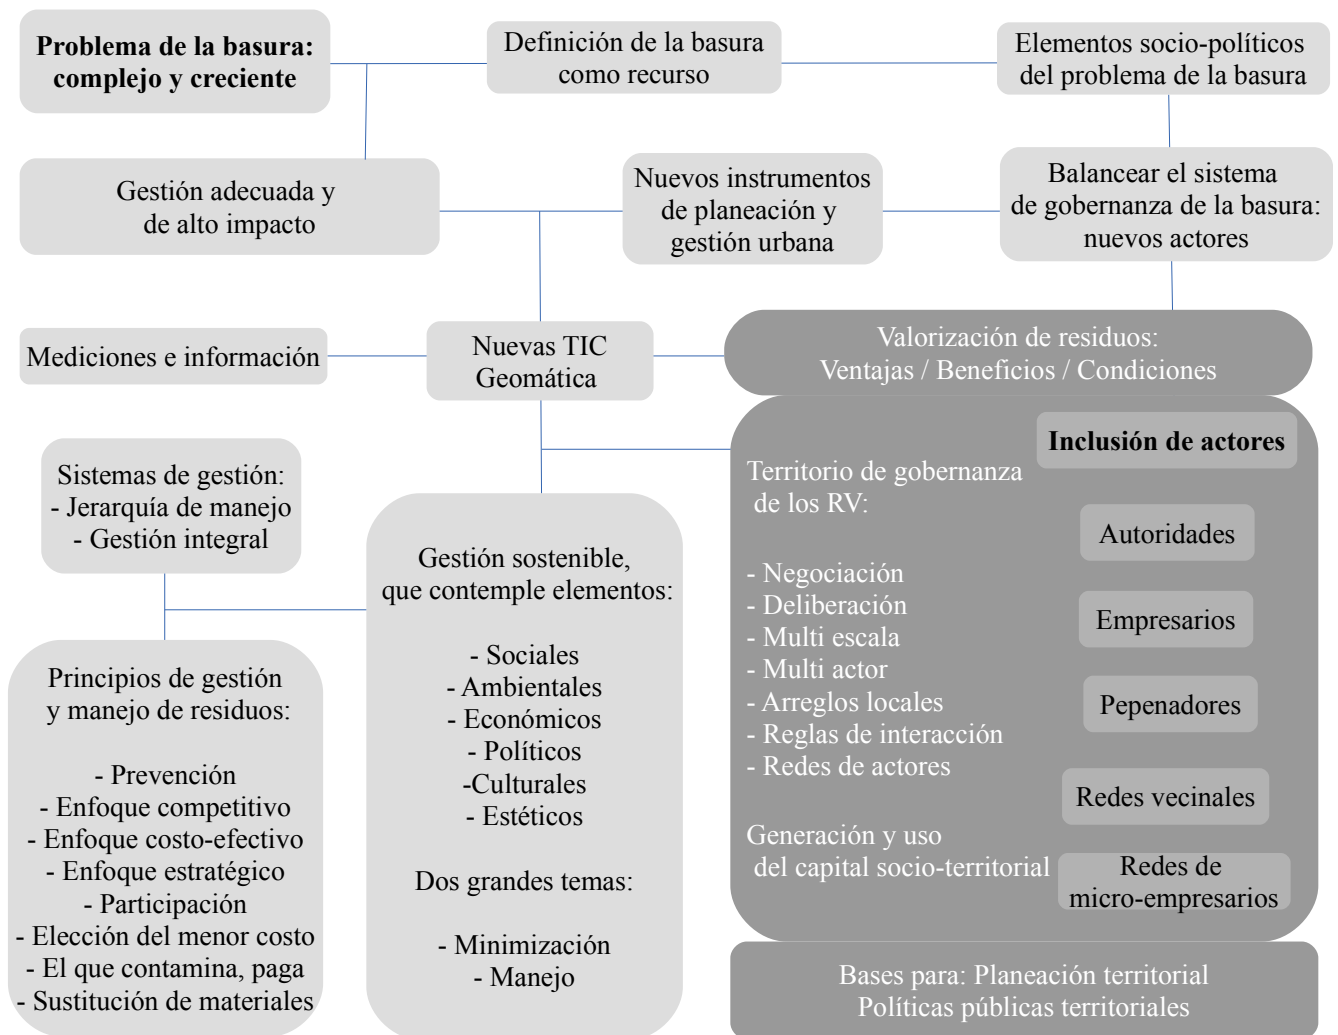 Problema de la basura:
complejo y creciente
Definición de la basura
como recurso
Elementos socio-políticos
del problema de la basura
Gestión adecuada y
de alto impacto
Nuevos instrumentos
de planeación y
gestión urbana
Balancear el sistema
de gobernanza de la basura:
nuevos actores
Mediciones e información
Nuevas TIC
Geomática
Valorización de residuos:
Ventajas / Beneficios / Condiciones
Sistemas de gestión:
- Jerarquía de manejo
- Gestión integral
Principios de gestión
y manejo de residuos:
- Prevención
- Enfoque competitivo
- Enfoque costo-efectivo
- Enfoque estratégico
- Participación
- Elección del menor costo
- El que contamina, paga
- Sustitución de materiales
Gestión sostenible,
que contemple elementos:
- Sociales
- Ambientales
- Económicos
- Políticos
-Culturales
- Estéticos
Dos grandes temas:
- Minimización
- Manejo
Territorio de gobernanza
de los RV:
- Negociación
- Deliberación
- Multi escala
- Multi actor
- Arreglos locales
- Reglas de interacción
- Redes de actores
Generación y uso
del capital socio-territorial
Inclusión de actores
Autoridades
Empresarios
Pepenadores
Redes vecinales
Redes de
micro-empresarios
Bases para: Planeación territorial
Políticas públicas territoriales